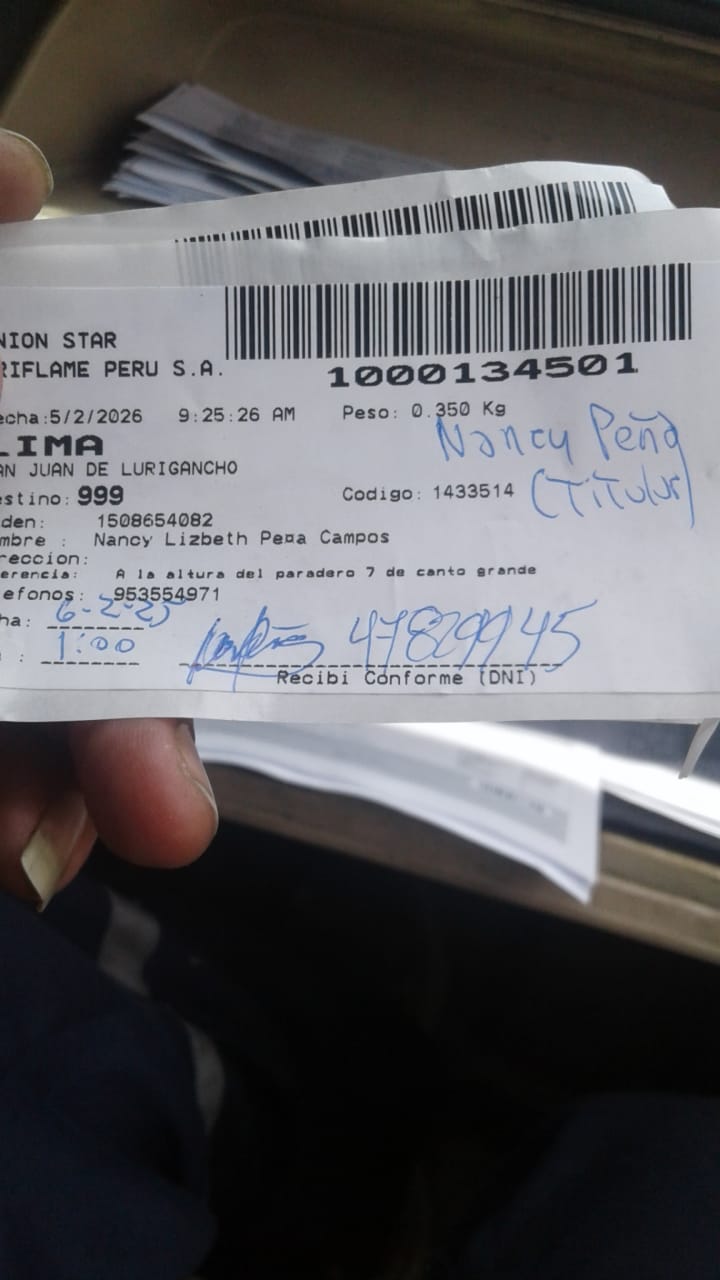 NION STAR
RIFLAME PERU S.A.
1000134501
echa:5/2/2026 9:25:26 AM Peso: 0.350 Kg
LIMA
Nancy Peña
AN JUAN DE LURIGANCHO
estino: 999 Codigo: 1433514
(Titular)
den: 1508654082
mbre : Nancy Lizbeth Pe¤a Campos
reccion:
erencia: A la altura del paradero 7 de canto grande
efonos: 953554971
ha: 6-2-25
: 1:00
47829945
Recibi Conforme (DNI)